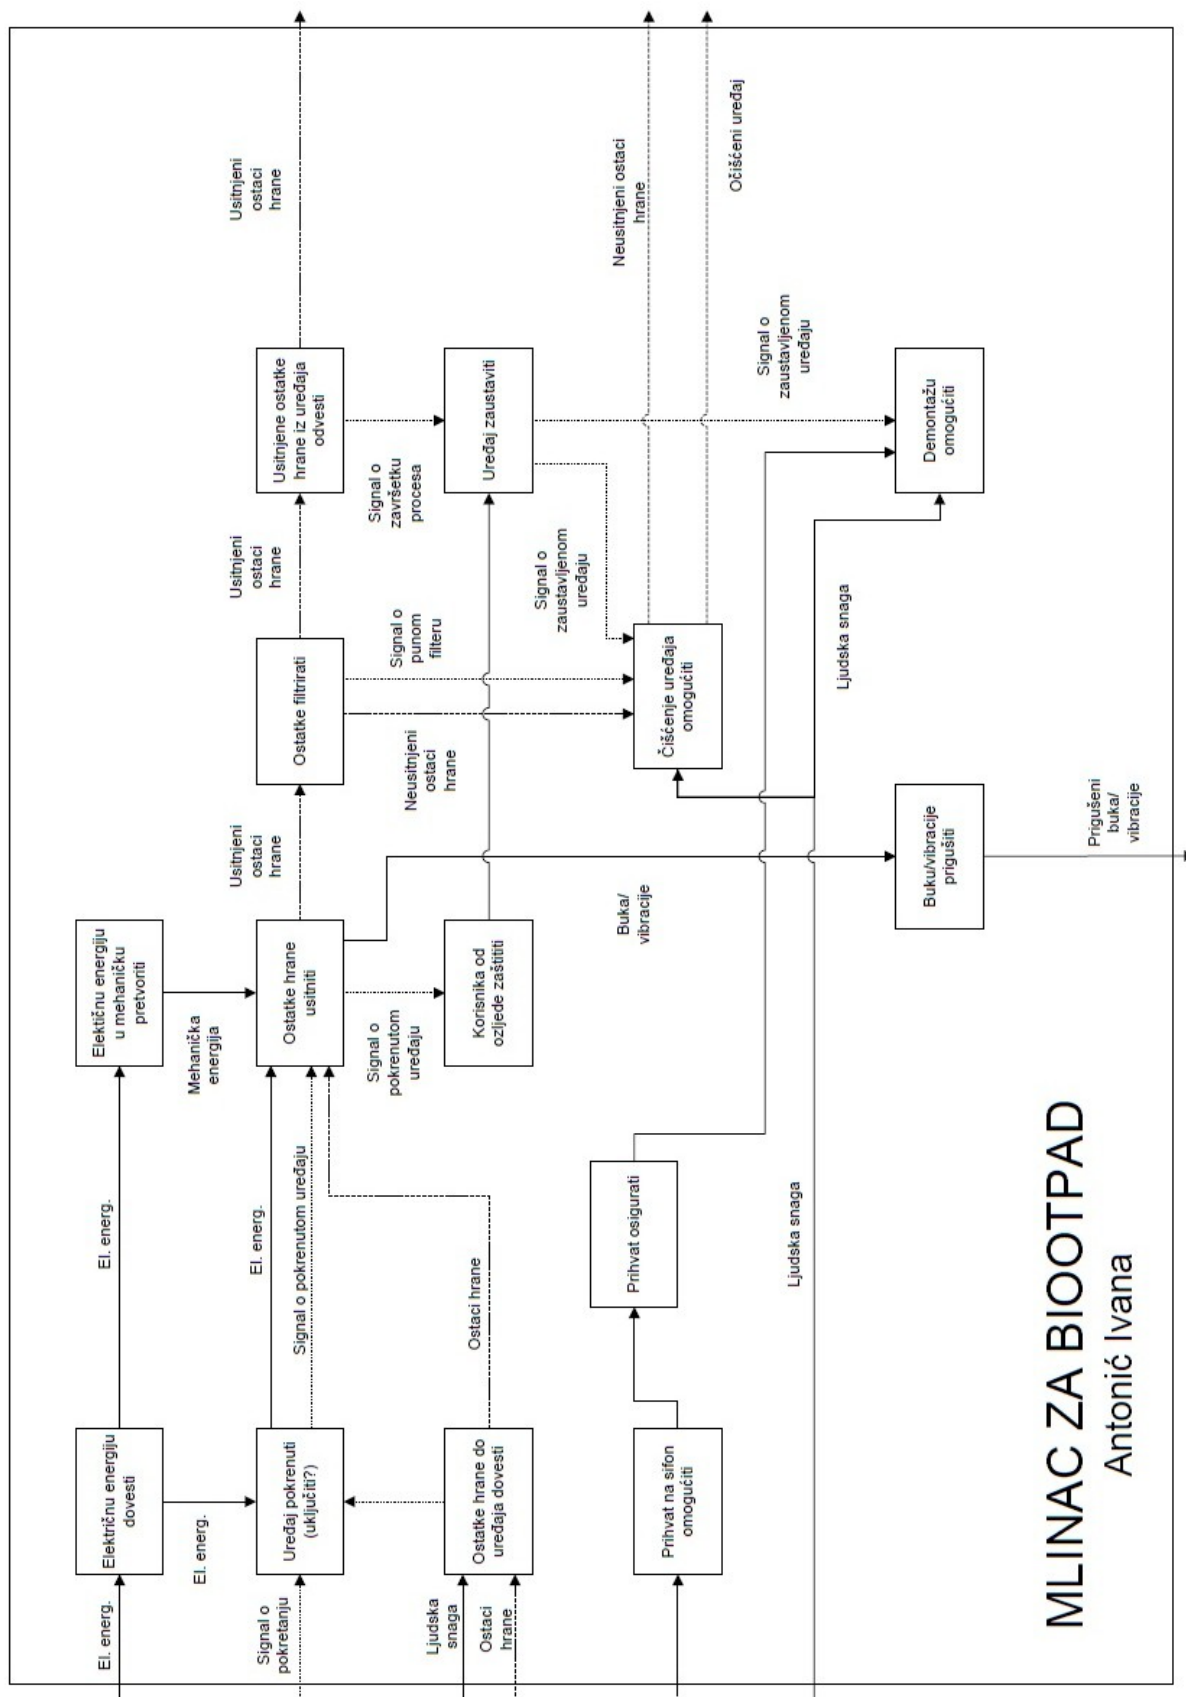 El. energ.
Električnu energiju
dovesti
El. energ.
El. energ.
Elektičnu energiju
u mehaničku
pretvoriti
Mehanička
energija
Signal o
pokretanju
Uređaj pokrenuti
(uključiti?)
El. energ.
Signal o pokrenutom uređaju
Ostatke hrane
usitniti
Usitnjeni
ostaci
hrane
Ostatke filtrirati
Usitnjeni
ostaci
hrane
Usitnjene ostatke
hrane iz uređaja
odvesti
Usitnjeni
ostaci
hrane
Ljudska
snaga
Ostaci
hrane
Ostatke hrane do
uređaja dovesti
Ostaci hrane
Signal o
pokrenutom
uređaju
Korisnika od
ozljede zaštititi
Neusitnjeni
ostaci
hrane
Signal o
punom
filteru
Signal o
završetku
procesa
Uređaj zaustaviti
Signal o
zaustavljenom
uređaju
Prihvat na sifon
omogućiti
Prihvat osigurati
Buka/
vibracije
Čišćenje uređaja
omogućiti
Neusitnjeni ostaci
hrane
Očišćeni uređaj
Signal o
zaustavljenom
uređaju
Ljudska snaga
Ljudska snaga
Buku/vibracije
prigušiti
Demontažu
omogućiti
Prigušeni
buka/
vibracije
MLINAC ZA BIOOTPAD
Antonić Ivana